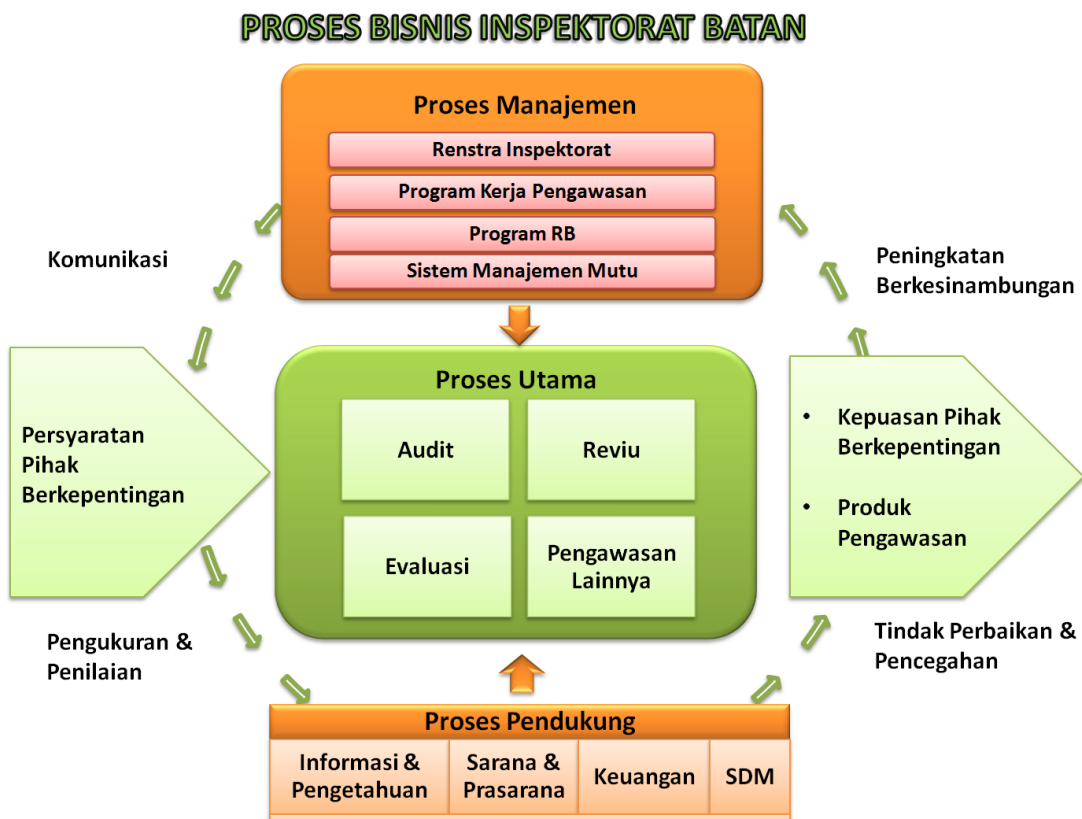 PROSES BISNIS INSPEKTORAT BATAN
Proses Manajemen
Renstra Inspektorat
Program Kerja Pengawasan
Program RB
Sistem Manajemen Mutu
Komunikasi
Peningkatan
Berkesinambungan
Persyaratan
Pihak
Berkepentingan
Proses Utama
Audit
Reviu
Evaluasi
Pengawasan
Lainnya
• Kepuasan Pihak
Berkepentingan
• Produk
Pengawasan
Pengukuran &
Penilaian
Tindak Perbaikan &
Pencegahan
Proses Pendukung
Informasi &
Pengetahuan
Sarana &
Prasarana
Keuangan
SDM